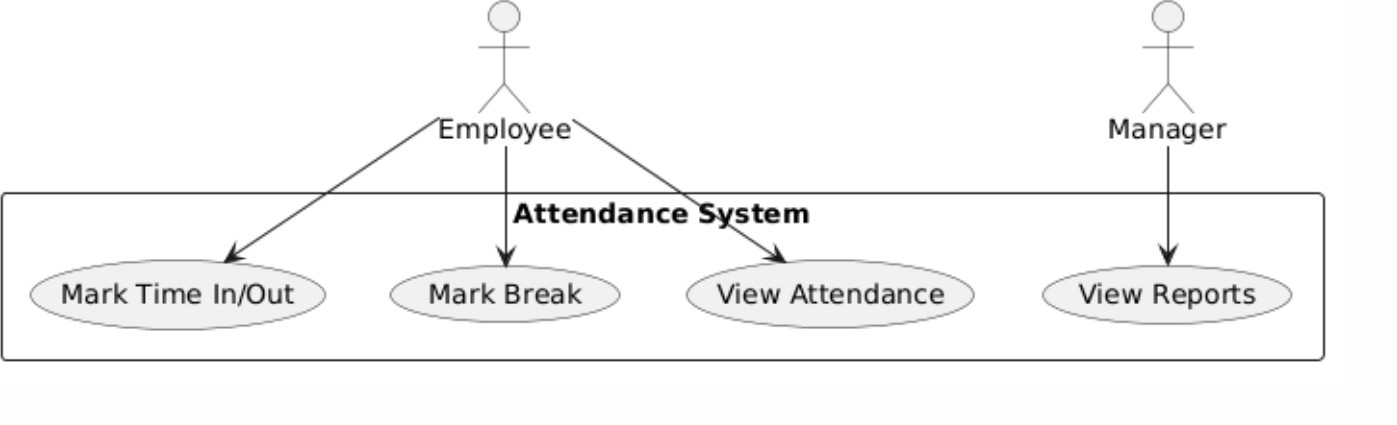 Employee
Manager
Attendance System
Mark Time In/Out
Mark Break
View Attendance
View Reports